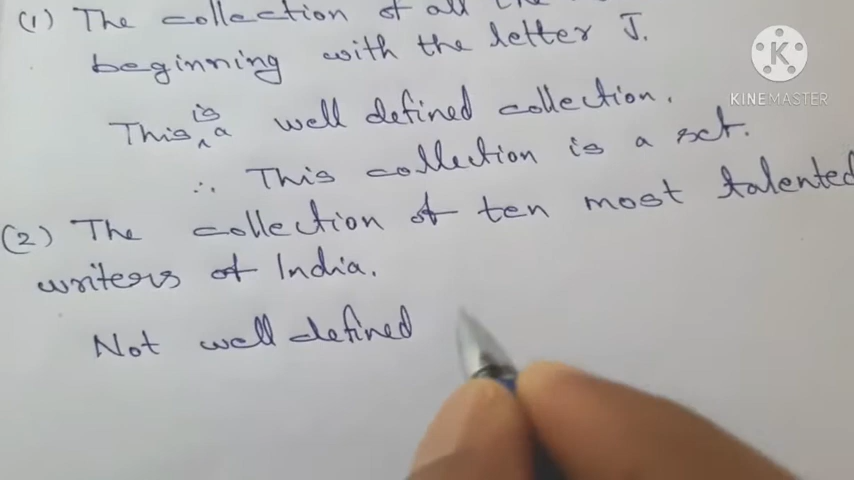 (1) The collection of all the
beginning with the letter J.
This is a well defined collection.
∴ This collection is a set.
(2) The collection of ten most talented
writers of India.
Not well defined
KINEMASTER